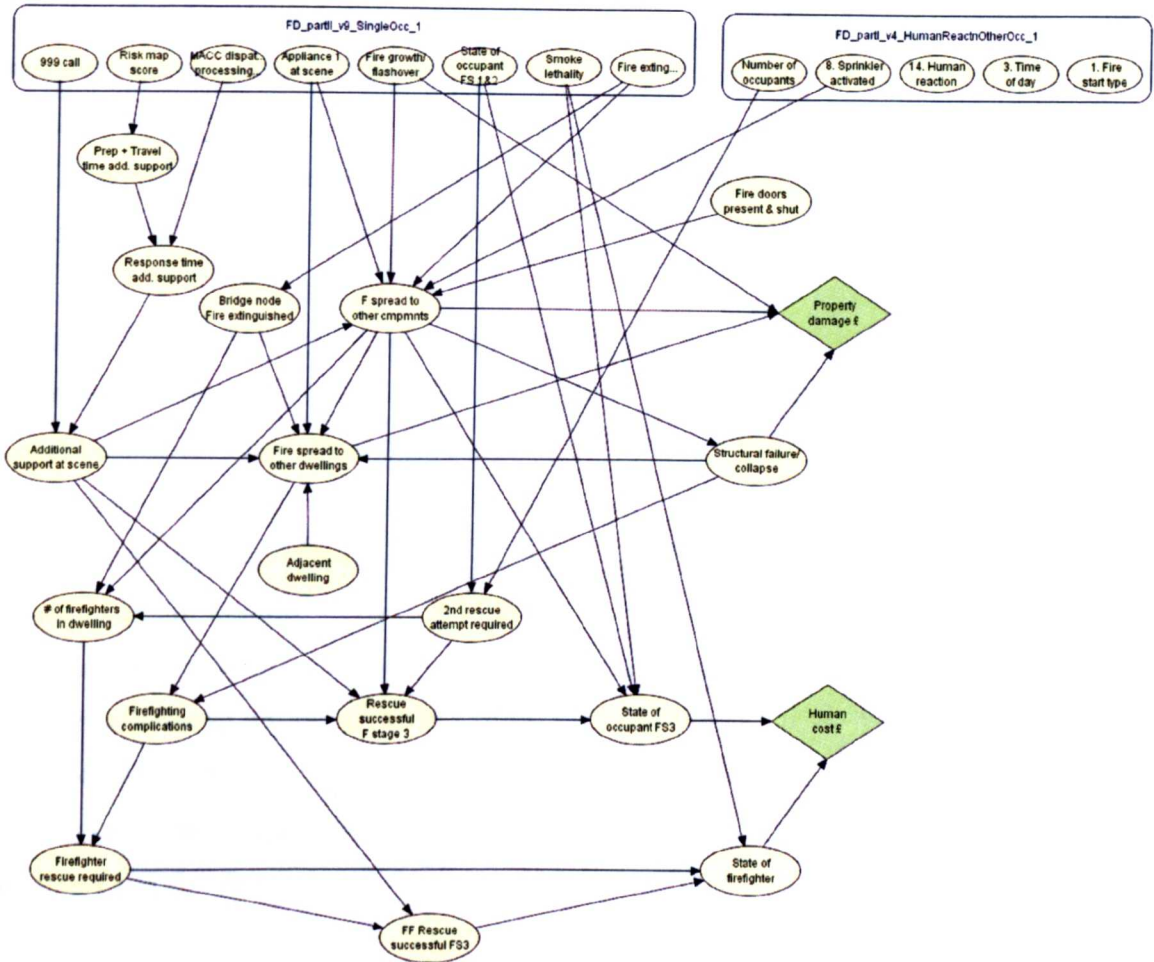 FD_partII_v9_SingleOcc_1
FD_partI_v4_HumanReactnOtherOcc_1
999 call
Risk map
score
MACC dispat...
processing...
Appliance 1
at scene
Fire growth/
flashover
State of
occupant
FS 1&2
Smoke
lethality
Fire exting...
Number of
occupants
8. Sprinkler
activated
14. Human
reaction
3. Time
of day
1. Fire
start type
Prep + Travel
time add. support
Fire doors
present & shut
Response time
add. support
Bridge node
Fire extinguished
F spread to
other cmpmnts
Property
damage £
Additional
support at scene
Fire spread to
other dwellings
Structural failure/
collapse
Adjacent
dwelling
# of firefighters
in dwelling
2nd rescue
attempt required
Firefighting
complications
Rescue
successful
F stage 3
State of
occupant FS3
Human
cost £
Firefighter
rescue required
State of
firefighter
FF Rescue
successful FS3